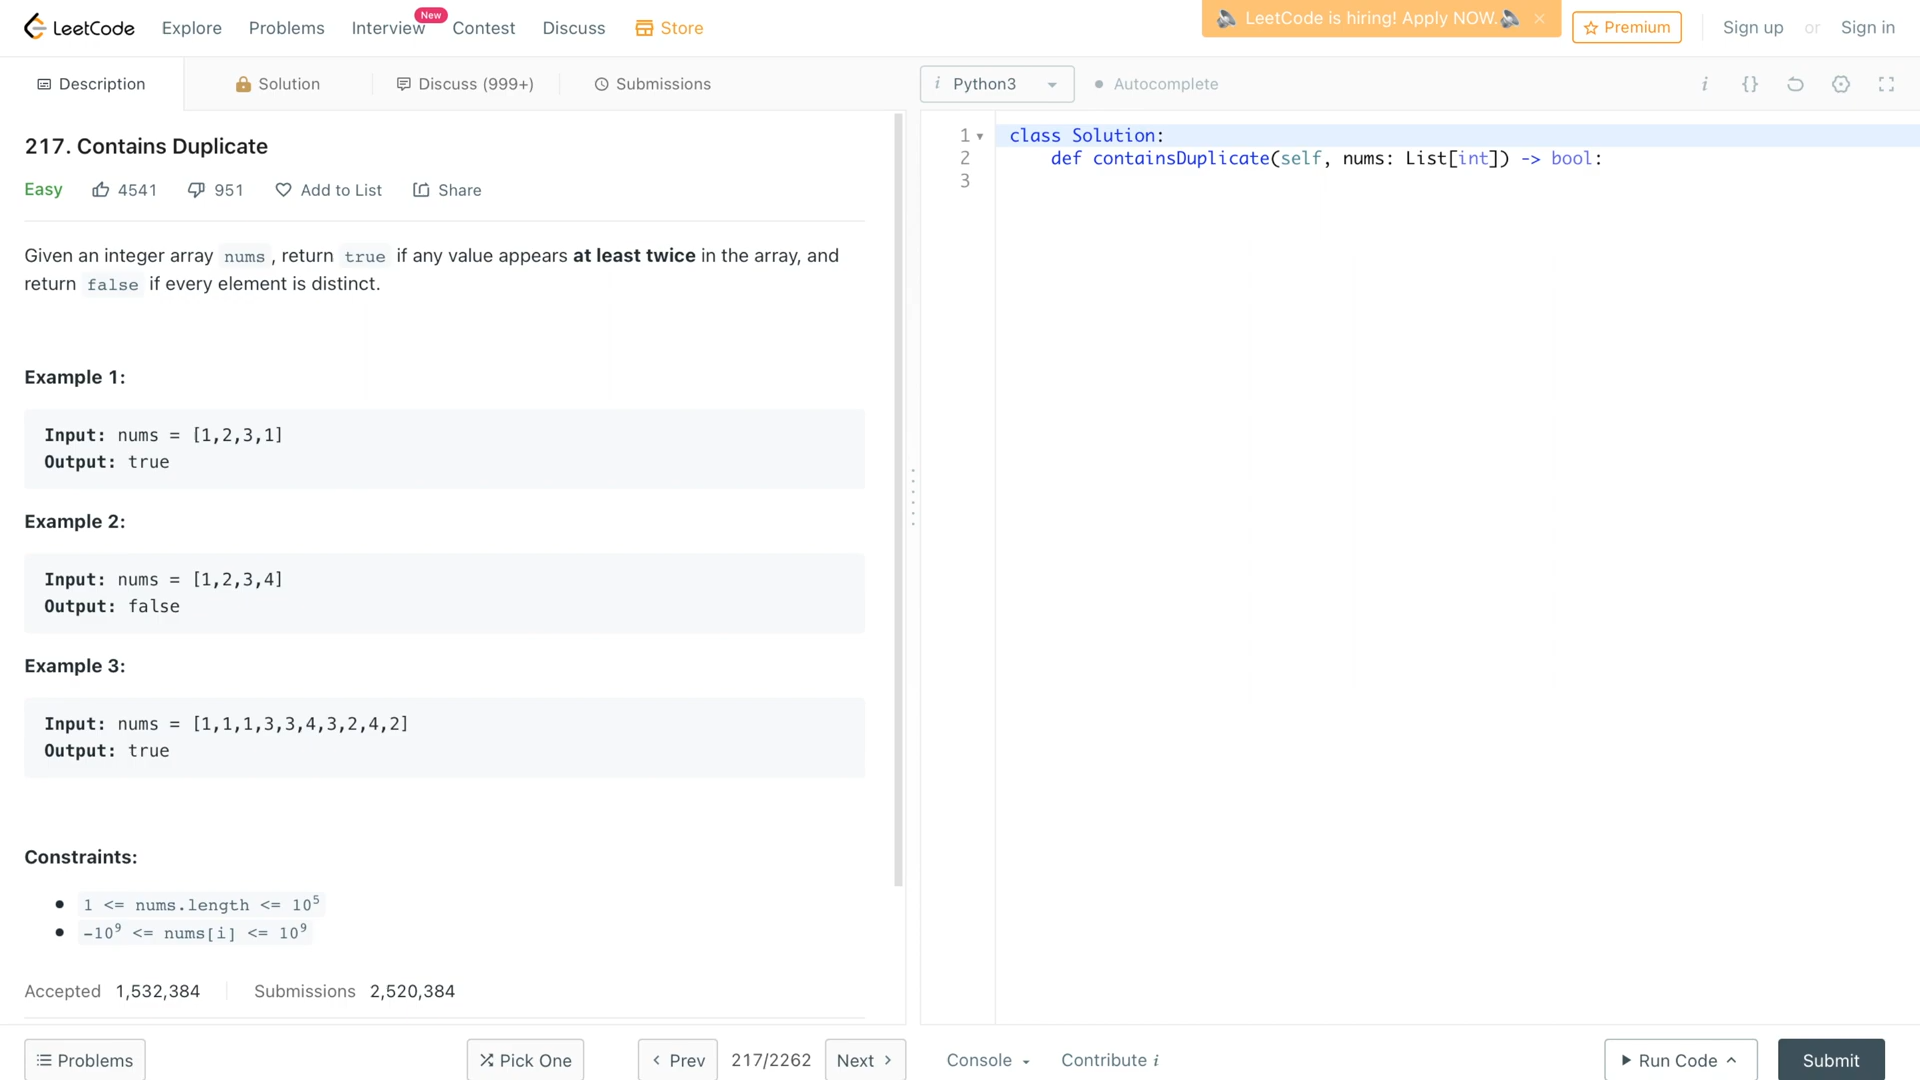 LeetCode Explore Problems Interview New Contest Discuss Store LeetCode is hiring! Apply NOW. Premium Sign up or Sign in
Description Solution Discuss (999+) Submissions
217. Contains Duplicate
Easy 4541 951 Add to List Share
Given an integer array nums, return true if any value appears at least twice in the array, and
return false if every element is distinct.
Example 1:
Input: nums = [1,2,3,1]
Output: true
Example 2:
Input: nums = [1,2,3,4]
Output: false
Example 3:
Input: nums = [1,1,1,3,3,4,3,2,4,2]
Output: true
Constraints:
1 <= nums.length <= 10⁵
-10⁹ <= nums[i] <= 10⁹
Accepted 1,532,384 Submissions 2,520,384
Problems Pick One Prev 217/2262 Next
i Python3 Autocomplete i {}
1 class Solution:
2     def containsDuplicate(self, nums: List[int]) -> bool:
3
Console Contribute i Run Code Submit